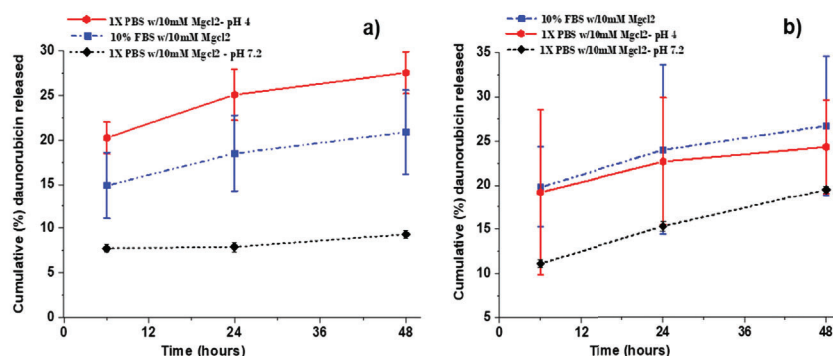 1X PBS w/10mM Mgcl2- pH 4
10% FBS w/10mM Mgcl2
1X PBS w/10mM Mgcl2 - pH 7.2
a)
Cumulative (%) daunorubicin released
30
25
20
15
10
5
0
0 12 24 36 48
Time (hours)
10% FBS w/10mM Mgcl2
1X PBS w/10mM Mgcl2- pH 4
1X PBS w/10mM Mgcl2- pH 7.2
b)
Cumulative (%) daunorubicin released
35
30
25
20
15
10
5
0 12 24 36 48
Time (hours)